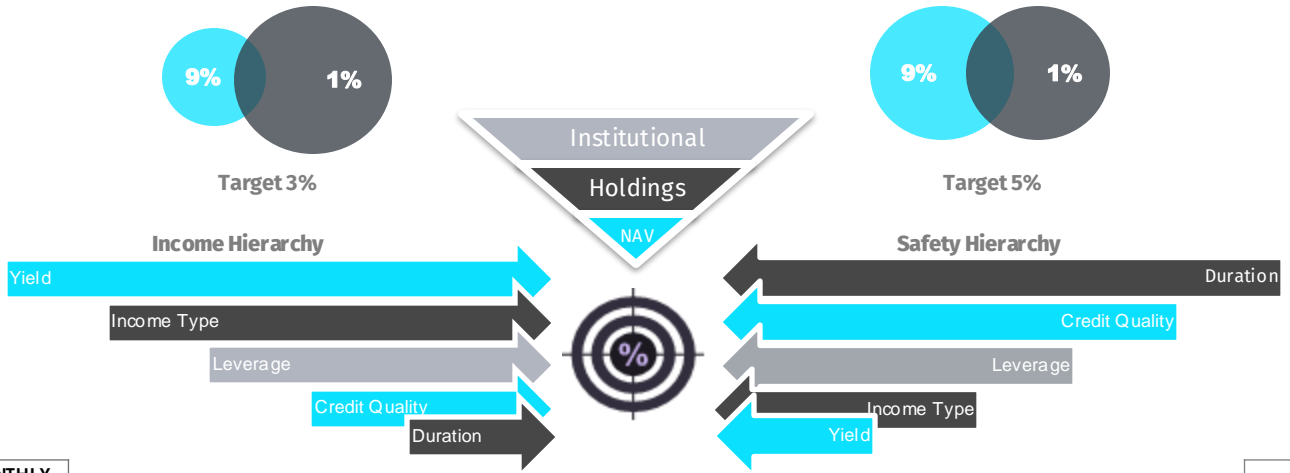 9%
1%
9%
1%
Target 3%
Target 5%
Institutional
Holdings
NAV
Income Hierarchy
Safety Hierarchy
Yield
Income Type
Leverage
Credit Quality
Duration
%
Duration
Credit Quality
Leverage
Income Type
Yield